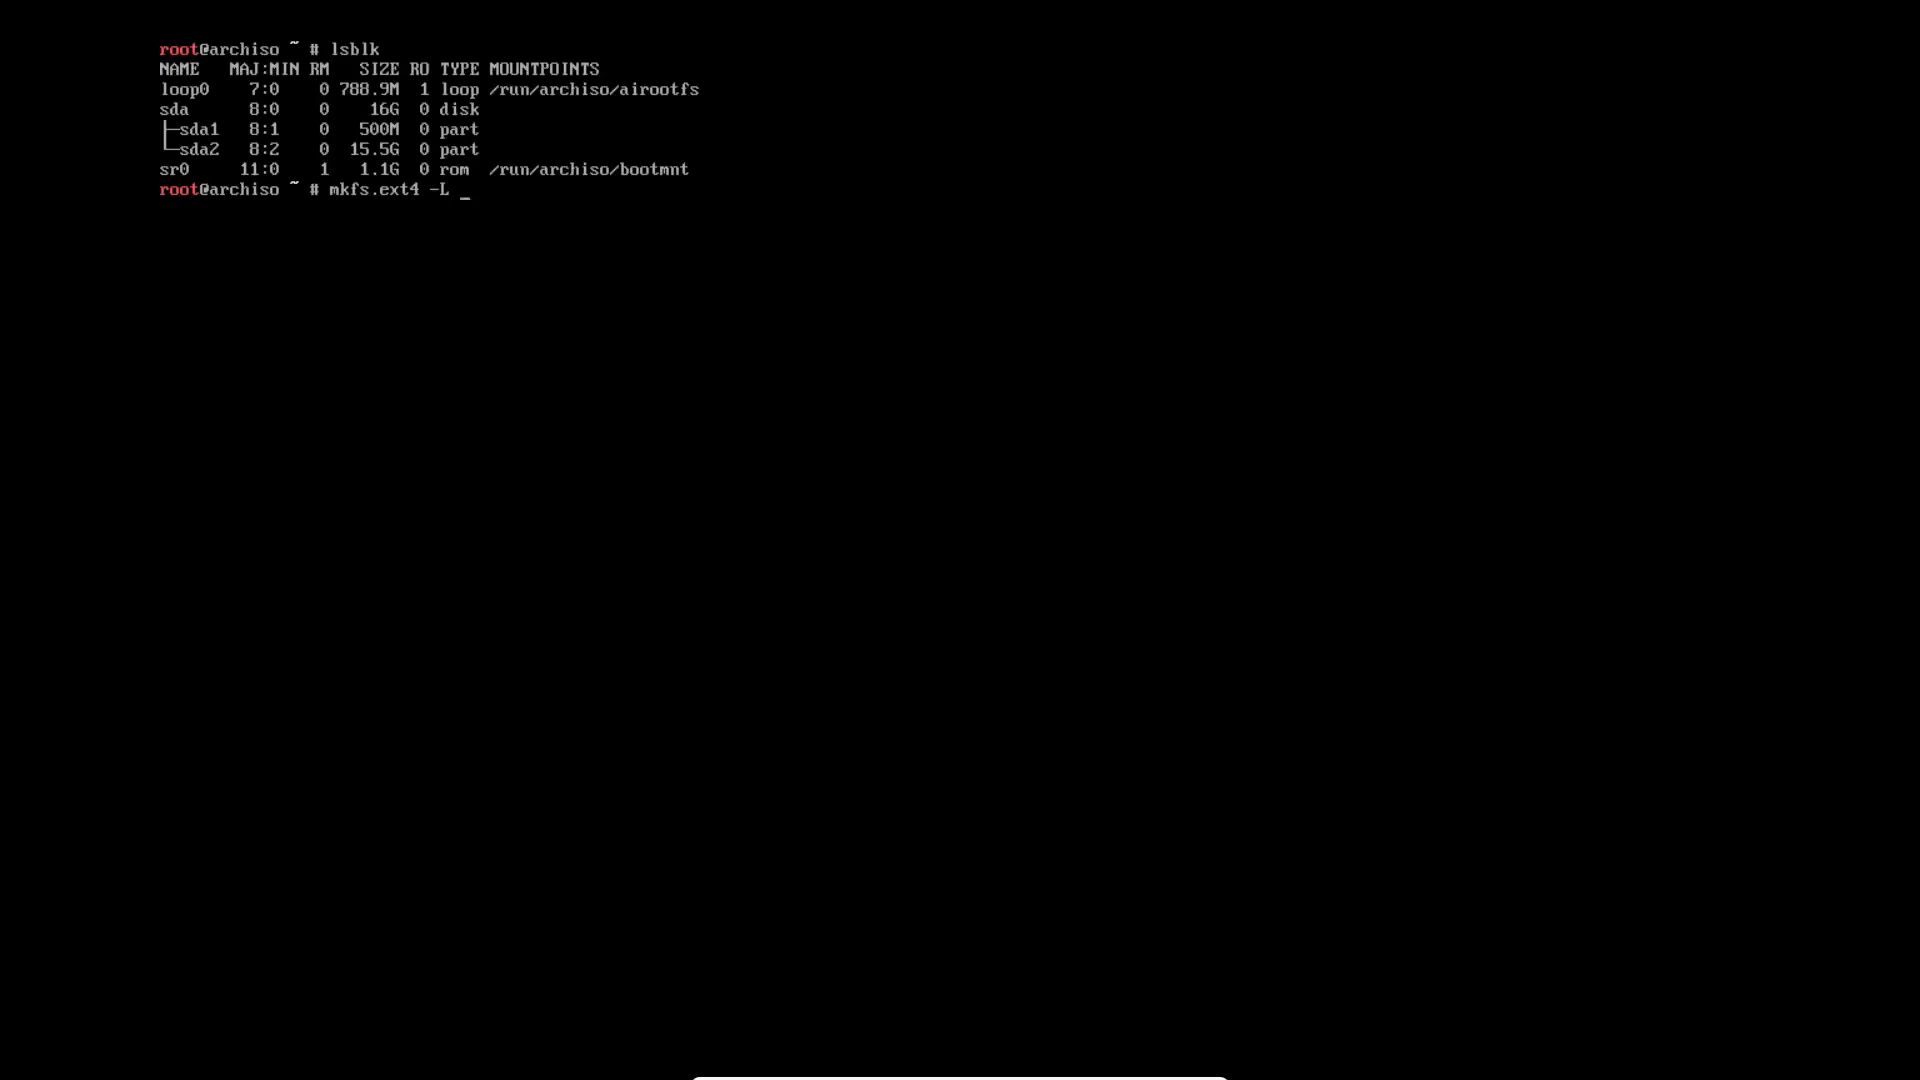 root@archiso ~ # lsblk
NAME   MAJ:MIN RM   SIZE RO TYPE MOUNTPOINTS
loop0    7:0    0 788.9M  1 loop /run/archiso/airootfs
sda      8:0    0    16G  0 disk
├─sda1   8:1    0   500M  0 part
└─sda2   8:2    0  15.5G  0 part
sr0     11:0    1   1.1G  0 rom  /run/archiso/bootmnt
root@archiso ~ # mkfs.ext4 -L _